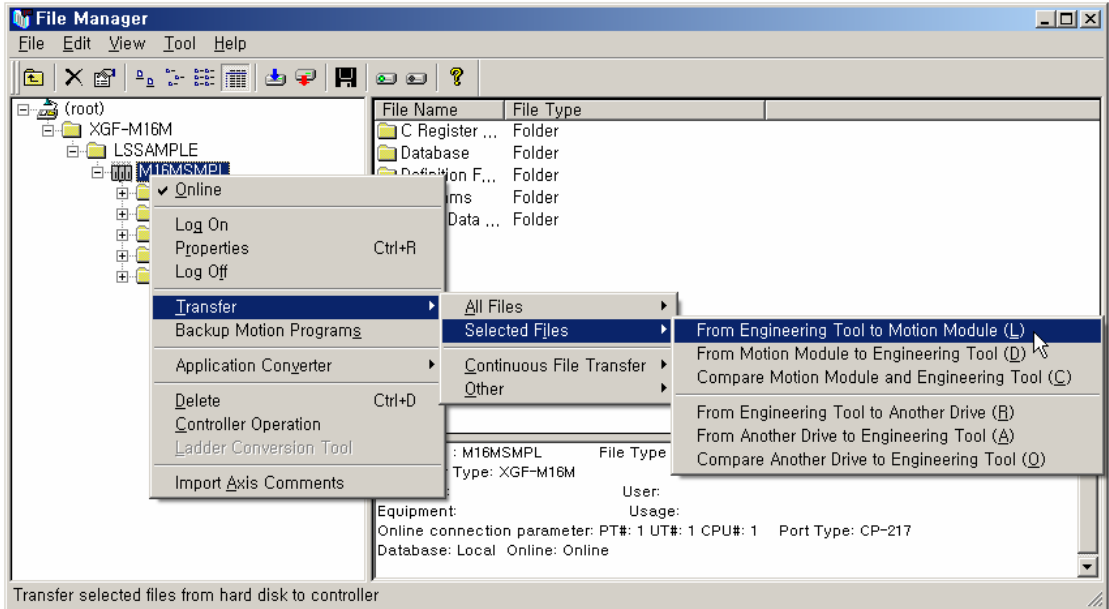 File Manager
File Edit View Tool Help
(root)
XGF-M16M
LSSAMPLE
M16MSMPL
File Name File Type
C Register ... Folder
Database Folder
Definition F... Folder
ms Folder
Data ... Folder
Online
Log On
Properties Ctrl+R
Log Off
Transfer
Backup Motion Programs
Application Converter
Delete Ctrl+D
Controller Operation
Ladder Conversion Tool
Import Axis Comments
All Files
Selected Files
Continuous File Transfer
Other
From Engineering Tool to Motion Module (L)
From Motion Module to Engineering Tool (D)
Compare Motion Module and Engineering Tool (C)
From Engineering Tool to Another Drive (R)
From Another Drive to Engineering Tool (A)
Compare Another Drive to Engineering Tool (O)
: M16MSMPL File Type
Type: XGF-M16M
: User:
Equipment: Usage:
Online connection parameter: PT#: 1 UT#: 1 CPU#: 1 Port Type: CP-217
Database: Local Online: Online
Transfer selected files from hard disk to controller